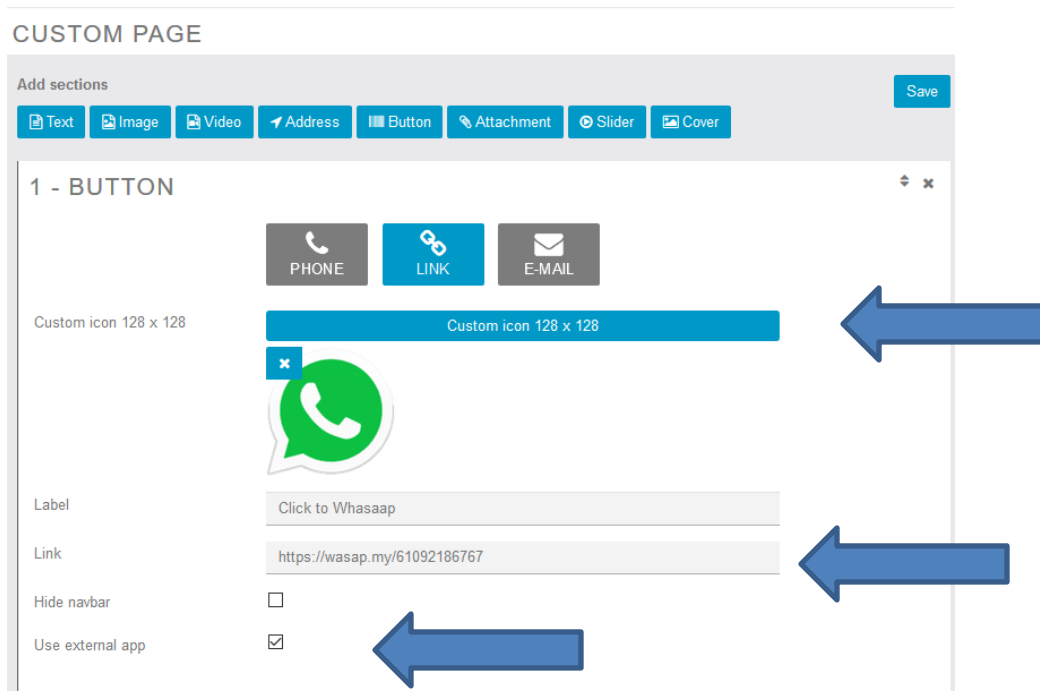 CUSTOM PAGE
Add sections
Save
Text Image Video Address Button Attachment Slider Cover
1 - BUTTON
PHONE LINK E-MAIL
Custom icon 128 x 128 Custom icon 128 x 128
Label Click to Whasaap
Link https://wasap.my/61092186767
Hide navbar
Use external app